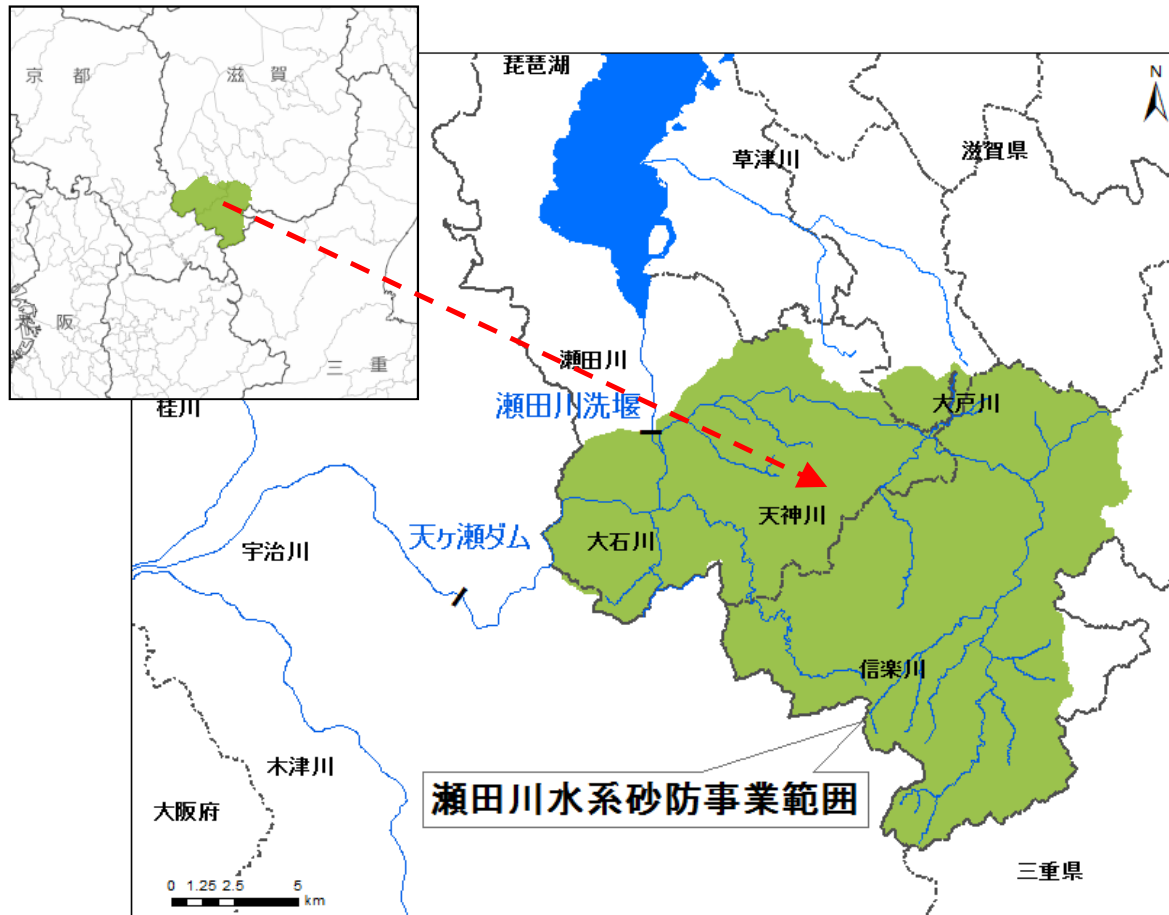 京 都
滋 賀
大 阪
三 重
琵琶湖
N
草津川
滋賀県
瀬田川
瀬田川洗堰
桂川
大戸川
天神川
天ヶ瀬ダム
大石川
宇治川
信楽川
木津川
瀬田川水系砂防事業範囲
大阪府
三重県
0 1.25 2.5 5
km